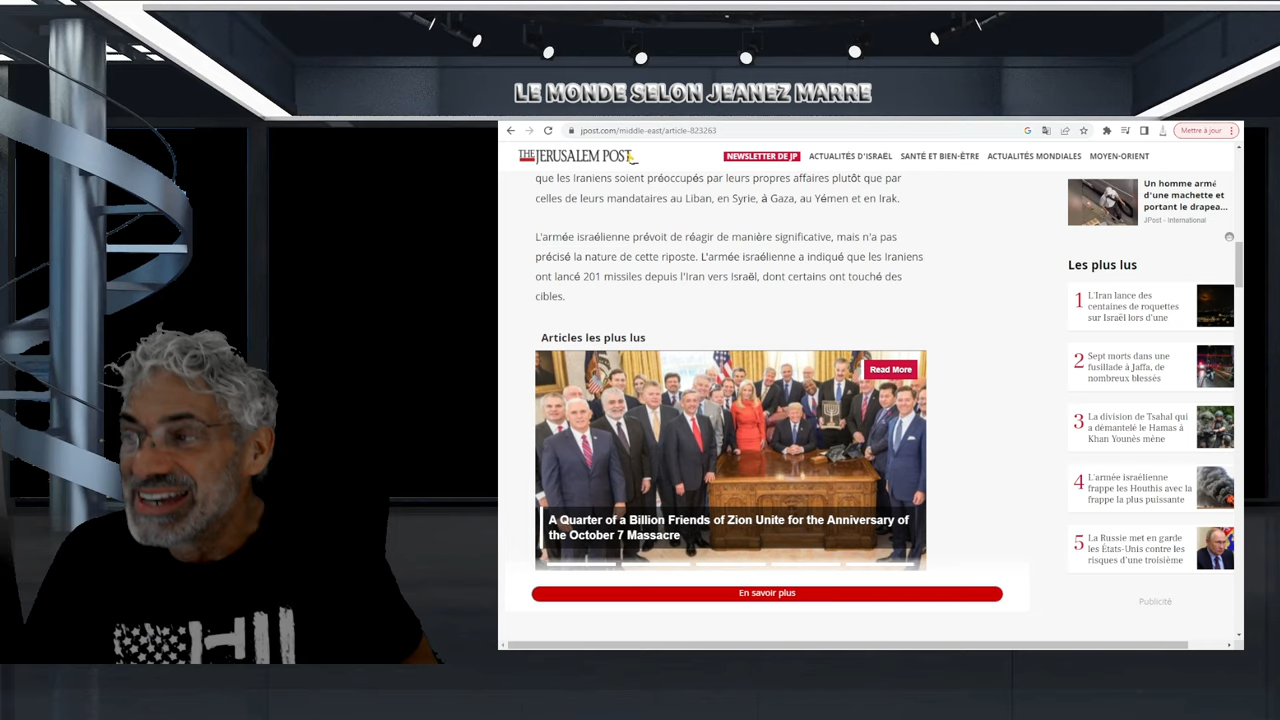 LE MONDE SELON JEANEZ MARRE
jpost.com/middle-east/article-823263
Mettre à jour
THE JERUSALEM POST
NEWSLETTER DE JP
ACTUALITÉS D'ISRAËL
SANTÉ ET BIEN-ÊTRE
ACTUALITÉS MONDIALES
MOYEN-ORIENT
que les Iraniens soient préoccupés par leurs propres affaires plutôt que par
celles de leurs mandataires au Liban, en Syrie, à Gaza, au Yémen et en Irak.
L'armée israélienne prévoit de réagir de manière significative, mais n'a pas
précisé la nature de cette riposte. L'armée israélienne a indiqué que les Iraniens
ont lancé 201 missiles depuis l'Iran vers Israël, dont certains ont touché des
cibles.
Articles les plus lus
Read More
A Quarter of a Billion Friends of Zion Unite for the Anniversary of
the October 7 Massacre
En savoir plus
Un homme armé
d'une machette et
portant le drapea...
JPost - International
Les plus lus
1
L'Iran lance des
centaines de roquettes
sur Israël lors d'une
2
Sept morts dans une
fusillade à Jaffa, de
nombreux blessés
3
La division de Tsahal qui
a démantelé le Hamas à
Khan Younès mène
4
L'armée israélienne
frappe les Houthis avec la
frappe la plus puissante
5
La Russie met en garde
les États-Unis contre les
risques d'une troisième
Publicité